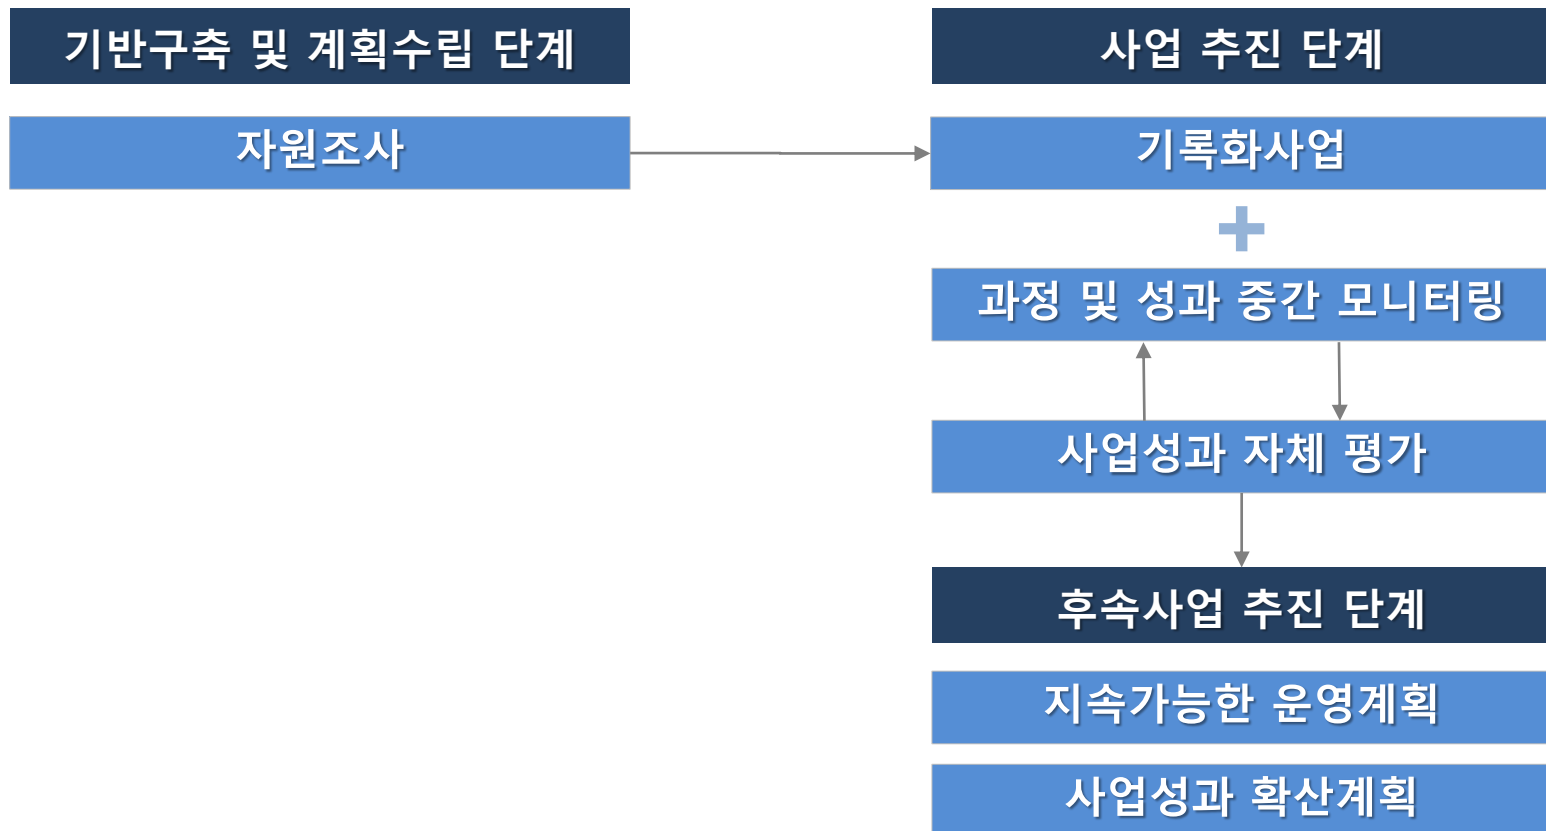 기반구축 및 계획수립 단계
자원조사
사업 추진 단계
기록화사업
과정 및 성과 중간 모니터링
사업성과 자체 평가
후속사업 추진 단계
지속가능한 운영계획
사업성과 확산계획